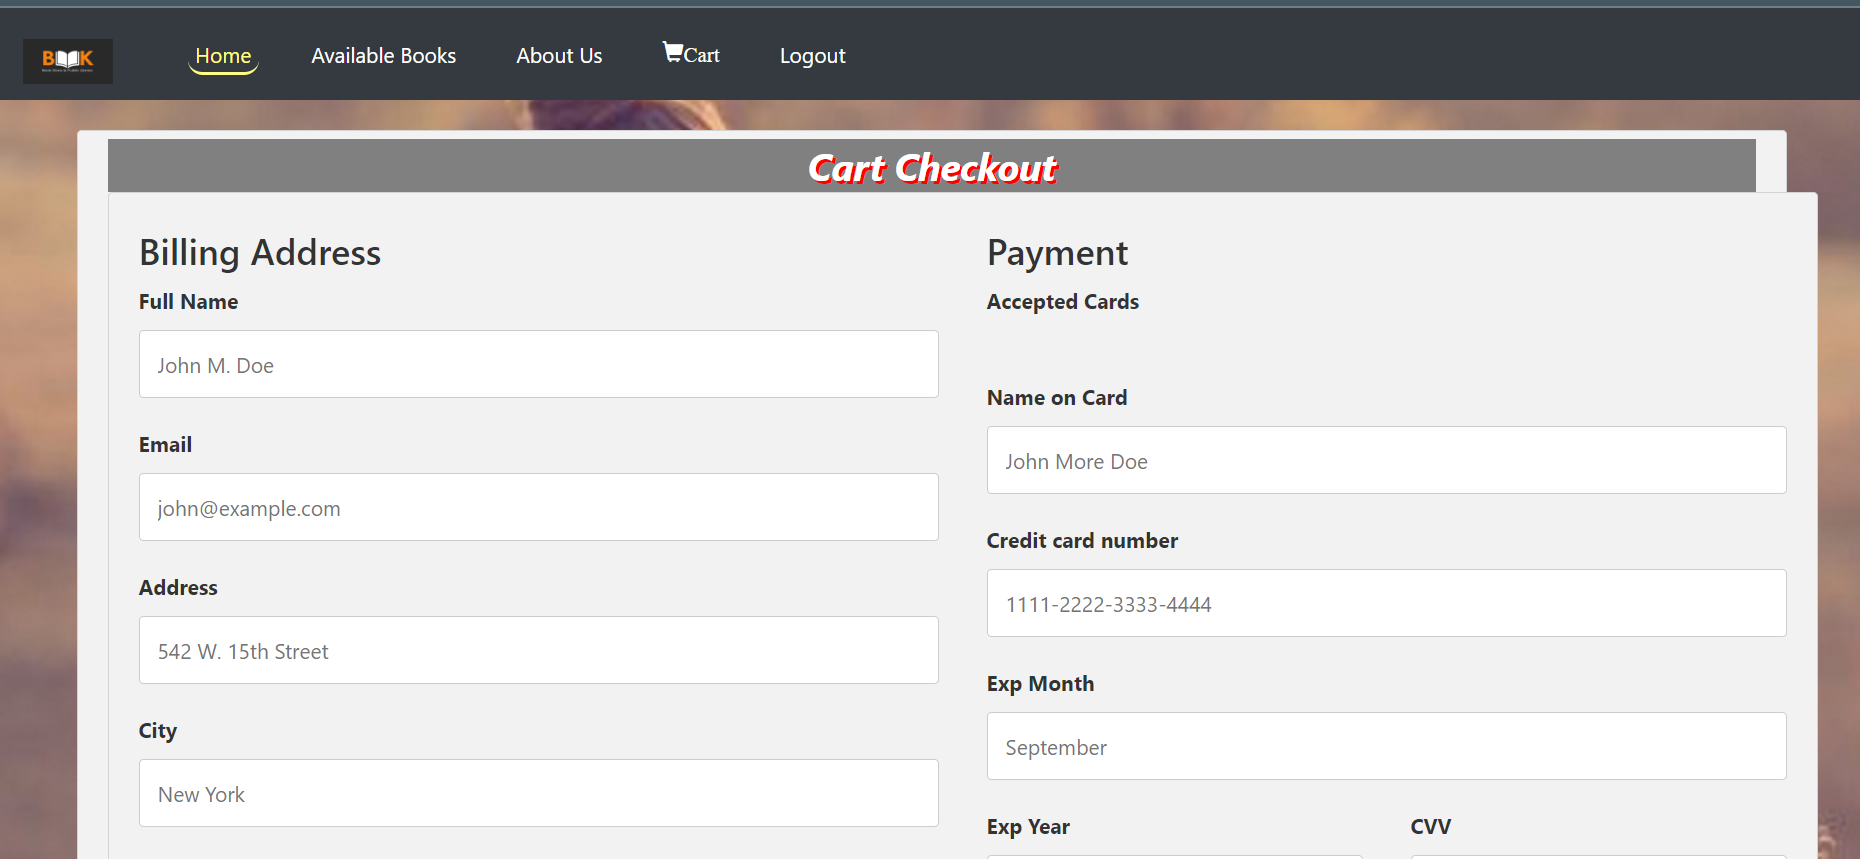 Home
Available Books
About Us
Cart
Logout
Cart Checkout
Billing Address
Full Name
John M. Doe
Email
john@example.com
Address
542 W. 15th Street
City
New York
Payment
Accepted Cards
Name on Card
John More Doe
Credit card number
1111-2222-3333-4444
Exp Month
September
Exp Year
CVV